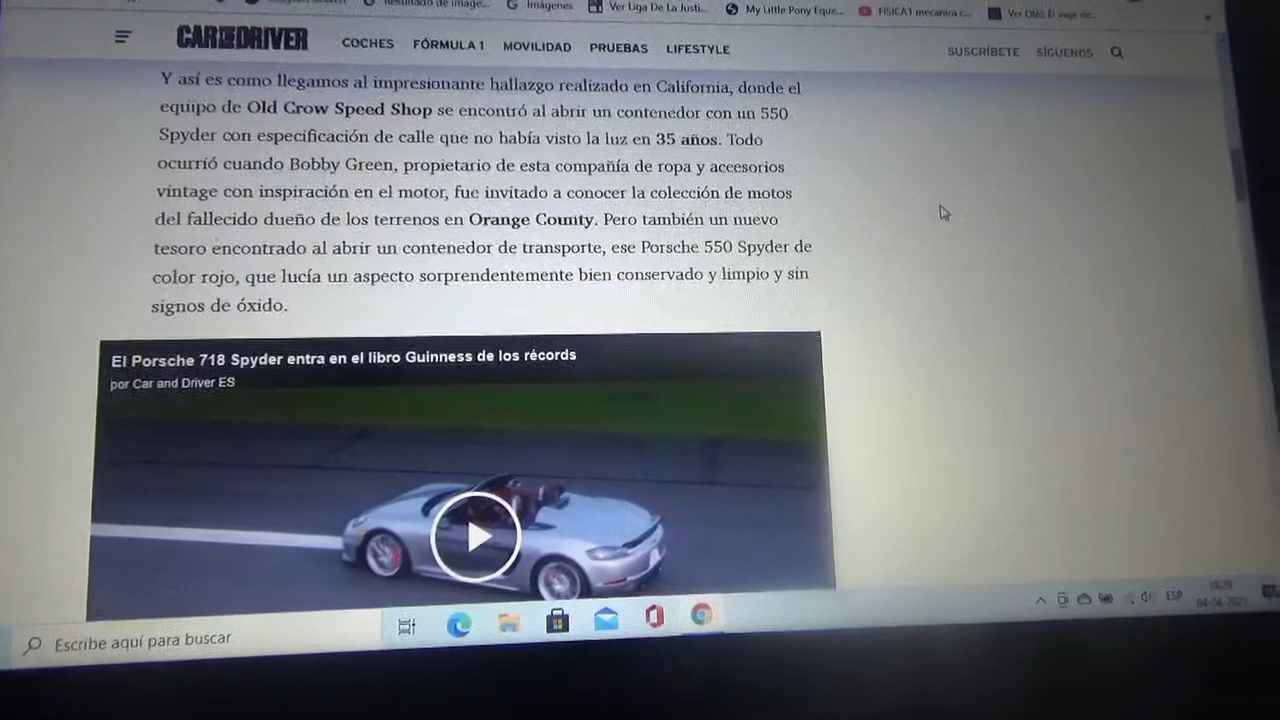 Imágenes
Ver Liga De La Justi...
My Little Pony Eque...
FISICA1 mecanica c...
CAR AND DRIVER
COCHES
FÓRMULA 1
MOVILIDAD
PRUEBAS
LIFESTYLE
SUSCRÍBETE
SÍGUENOS
Y así es como llegamos al impresionante hallazgo realizado en California, donde el
equipo de Old Crow Speed Shop se encontró al abrir un contenedor con un 550
Spyder con especificación de calle que no había visto la luz en 35 años. Todo
ocurrió cuando Bobby Green, propietario de esta compañía de ropa y accesorios
vintage con inspiración en el motor, fue invitado a conocer la colección de motos
del fallecido dueño de los terrenos en Orange County. Pero también un nuevo
tesoro encontrado al abrir un contenedor de transporte, ese Porsche 550 Spyder de
color rojo, que lucía un aspecto sorprendentemente bien conservado y limpio y sin
signos de óxido.
El Porsche 718 Spyder entra en el libro Guinness de los récords
por Car and Driver ES
Escribe aquí para buscar
ESP